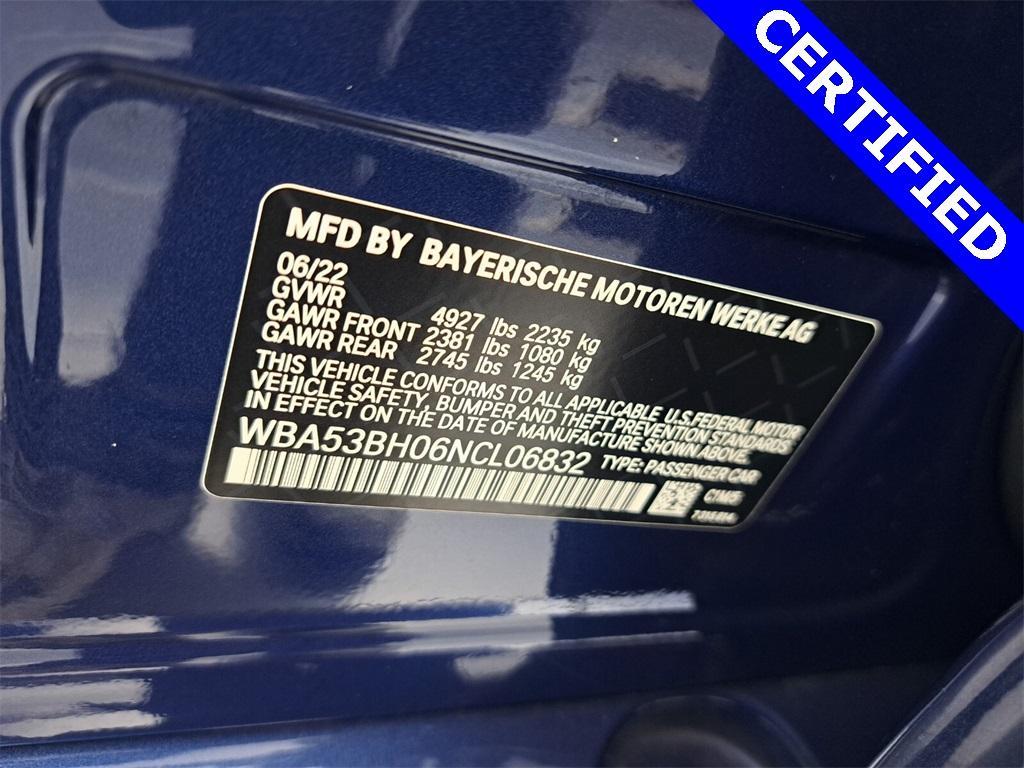 CERTIFIED
MFD BY BAYERISCHE MOTOREN WERKE AG
06/22
GVWR 4927 lbs 2235 kg
GAWR FRONT 2381 lbs 1080 kg
GAWR REAR 2745 lbs 1245 kg
THIS VEHICLE CONFORMS TO ALL APPLICABLE U.S. FEDERAL MOTOR
VEHICLE SAFETY, BUMPER AND THEFT PREVENTION STANDARDS
IN EFFECT ON THE DATE OF MANUFACTURE SHOWN ABOVE.
WBA53BH06NCL06832 TYPE: PASSENGER CAR